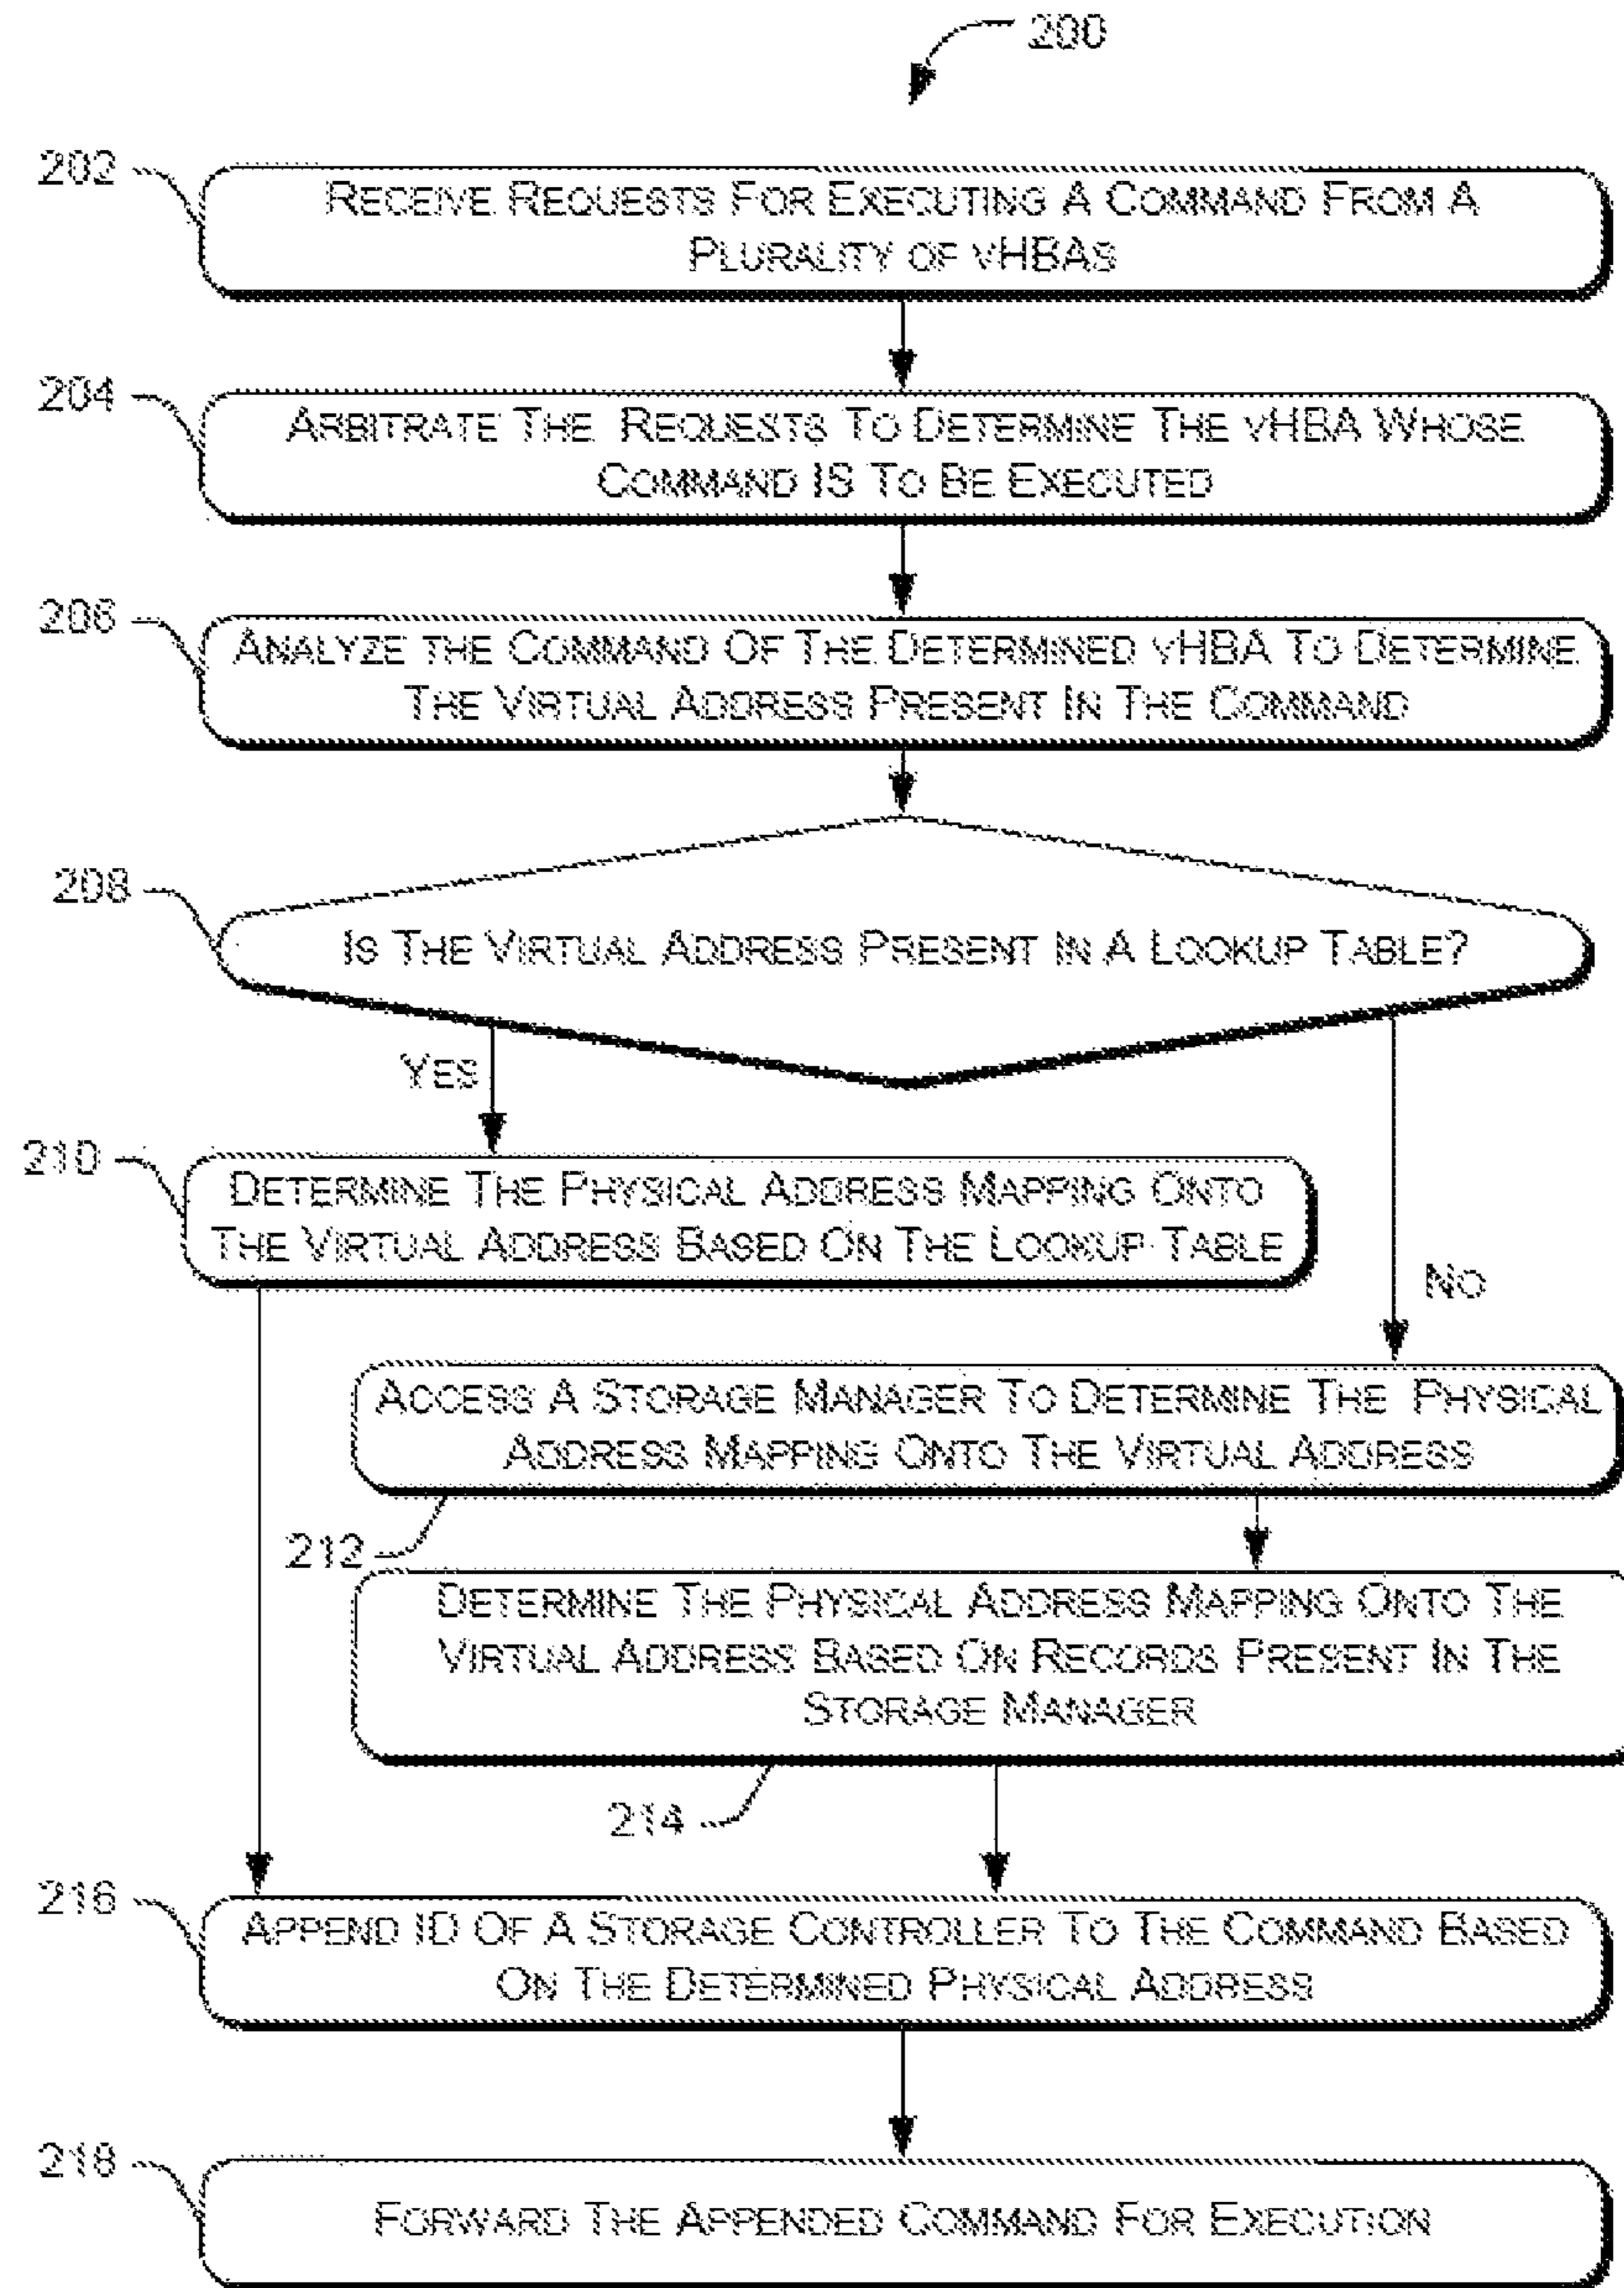 200
202
RECEIVE REQUESTS FOR EXECUTING A COMMAND FROM A
PLURALITY OF vHBAS
204
ARBITRATE THE REQUESTS TO DETERMINE THE vHBA WHOSE
COMMAND IS TO BE EXECUTED
206
ANALYZE THE COMMAND OF THE DETERMINED vHBA TO DETERMINE
THE VIRTUAL ADDRESS PRESENT IN THE COMMAND
208
IS THE VIRTUAL ADDRESS PRESENT IN A LOOKUP TABLE?
YES
210
DETERMINE THE PHYSICAL ADDRESS MAPPING ONTO
THE VIRTUAL ADDRESS BASED ON THE LOOKUP TABLE
NO
ACCESS A STORAGE MANAGER TO DETERMINE THE PHYSICAL
ADDRESS MAPPING ONTO THE VIRTUAL ADDRESS
212
DETERMINE THE PHYSICAL ADDRESS MAPPING ONTO THE
VIRTUAL ADDRESS BASED ON RECORDS PRESENT IN THE
STORAGE MANAGER
214
216
APPEND ID OF A STORAGE CONTROLLER TO THE COMMAND BASED
ON THE DETERMINED PHYSICAL ADDRESS
218
FORWARD THE APPENDED COMMAND FOR EXECUTION